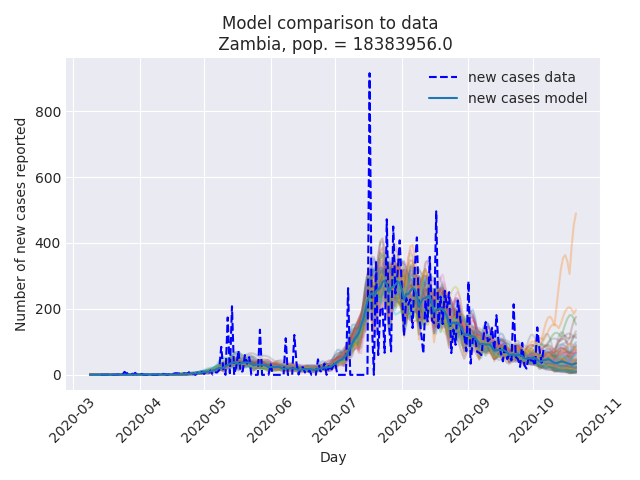 Model comparison to data
Zambia, pop. = 18383956.0
new cases data
new cases model
Number of new cases reported
800
600
400
200
0
2020-03
2020-04
2020-05
2020-06
2020-07
2020-08
2020-09
2020-10
2020-11
Day